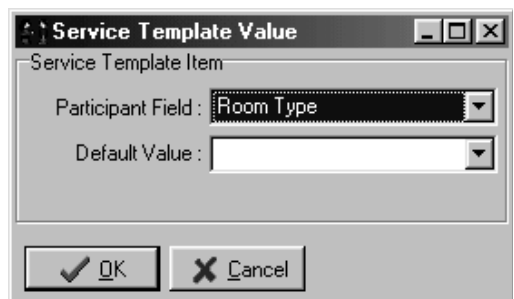 Service Template Value
Service Template Item
Participant Field : Room Type
Default Value :
OK
Cancel